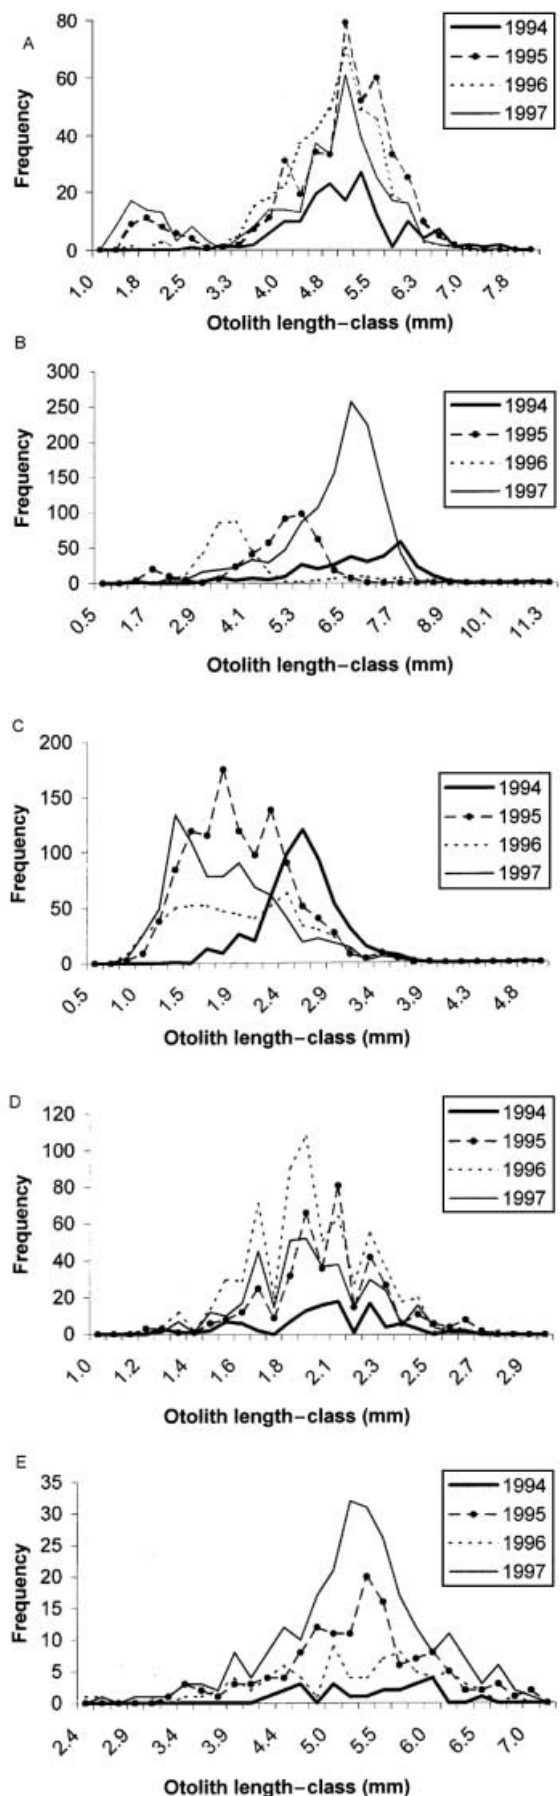 A
80
60
40
20
0
Frequency
1994
1995
1996
1997
1.0 1.8 2.5 3.3 4.0 4.8 5.5 6.3 7.0 7.8
Otolith length–class (mm)
B
300
250
200
150
100
50
0
Frequency
1994
1995
1996
1997
0.5 1.7 2.9 4.1 5.3 6.5 7.7 8.9 10.1 11.3
Otolith length–class (mm)
C
200
150
100
50
0
Frequency
1994
1995
1996
1997
0.5 1.0 1.5 1.9 2.4 2.9 3.4 3.9 4.3 4.8
Otolith length–class (mm)
D
120
100
80
60
40
20
0
Frequency
1994
1995
1996
1997
1.0 1.2 1.4 1.6 1.8 2.1 2.3 2.5 2.7 2.9
Otolith length–class (mm)
E
35
30
25
20
15
10
5
0
Frequency
1994
1995
1996
1997
2.4 2.9 3.4 3.9 4.4 5.0 5.5 6.0 6.5 7.0
Otolith length–class (mm)